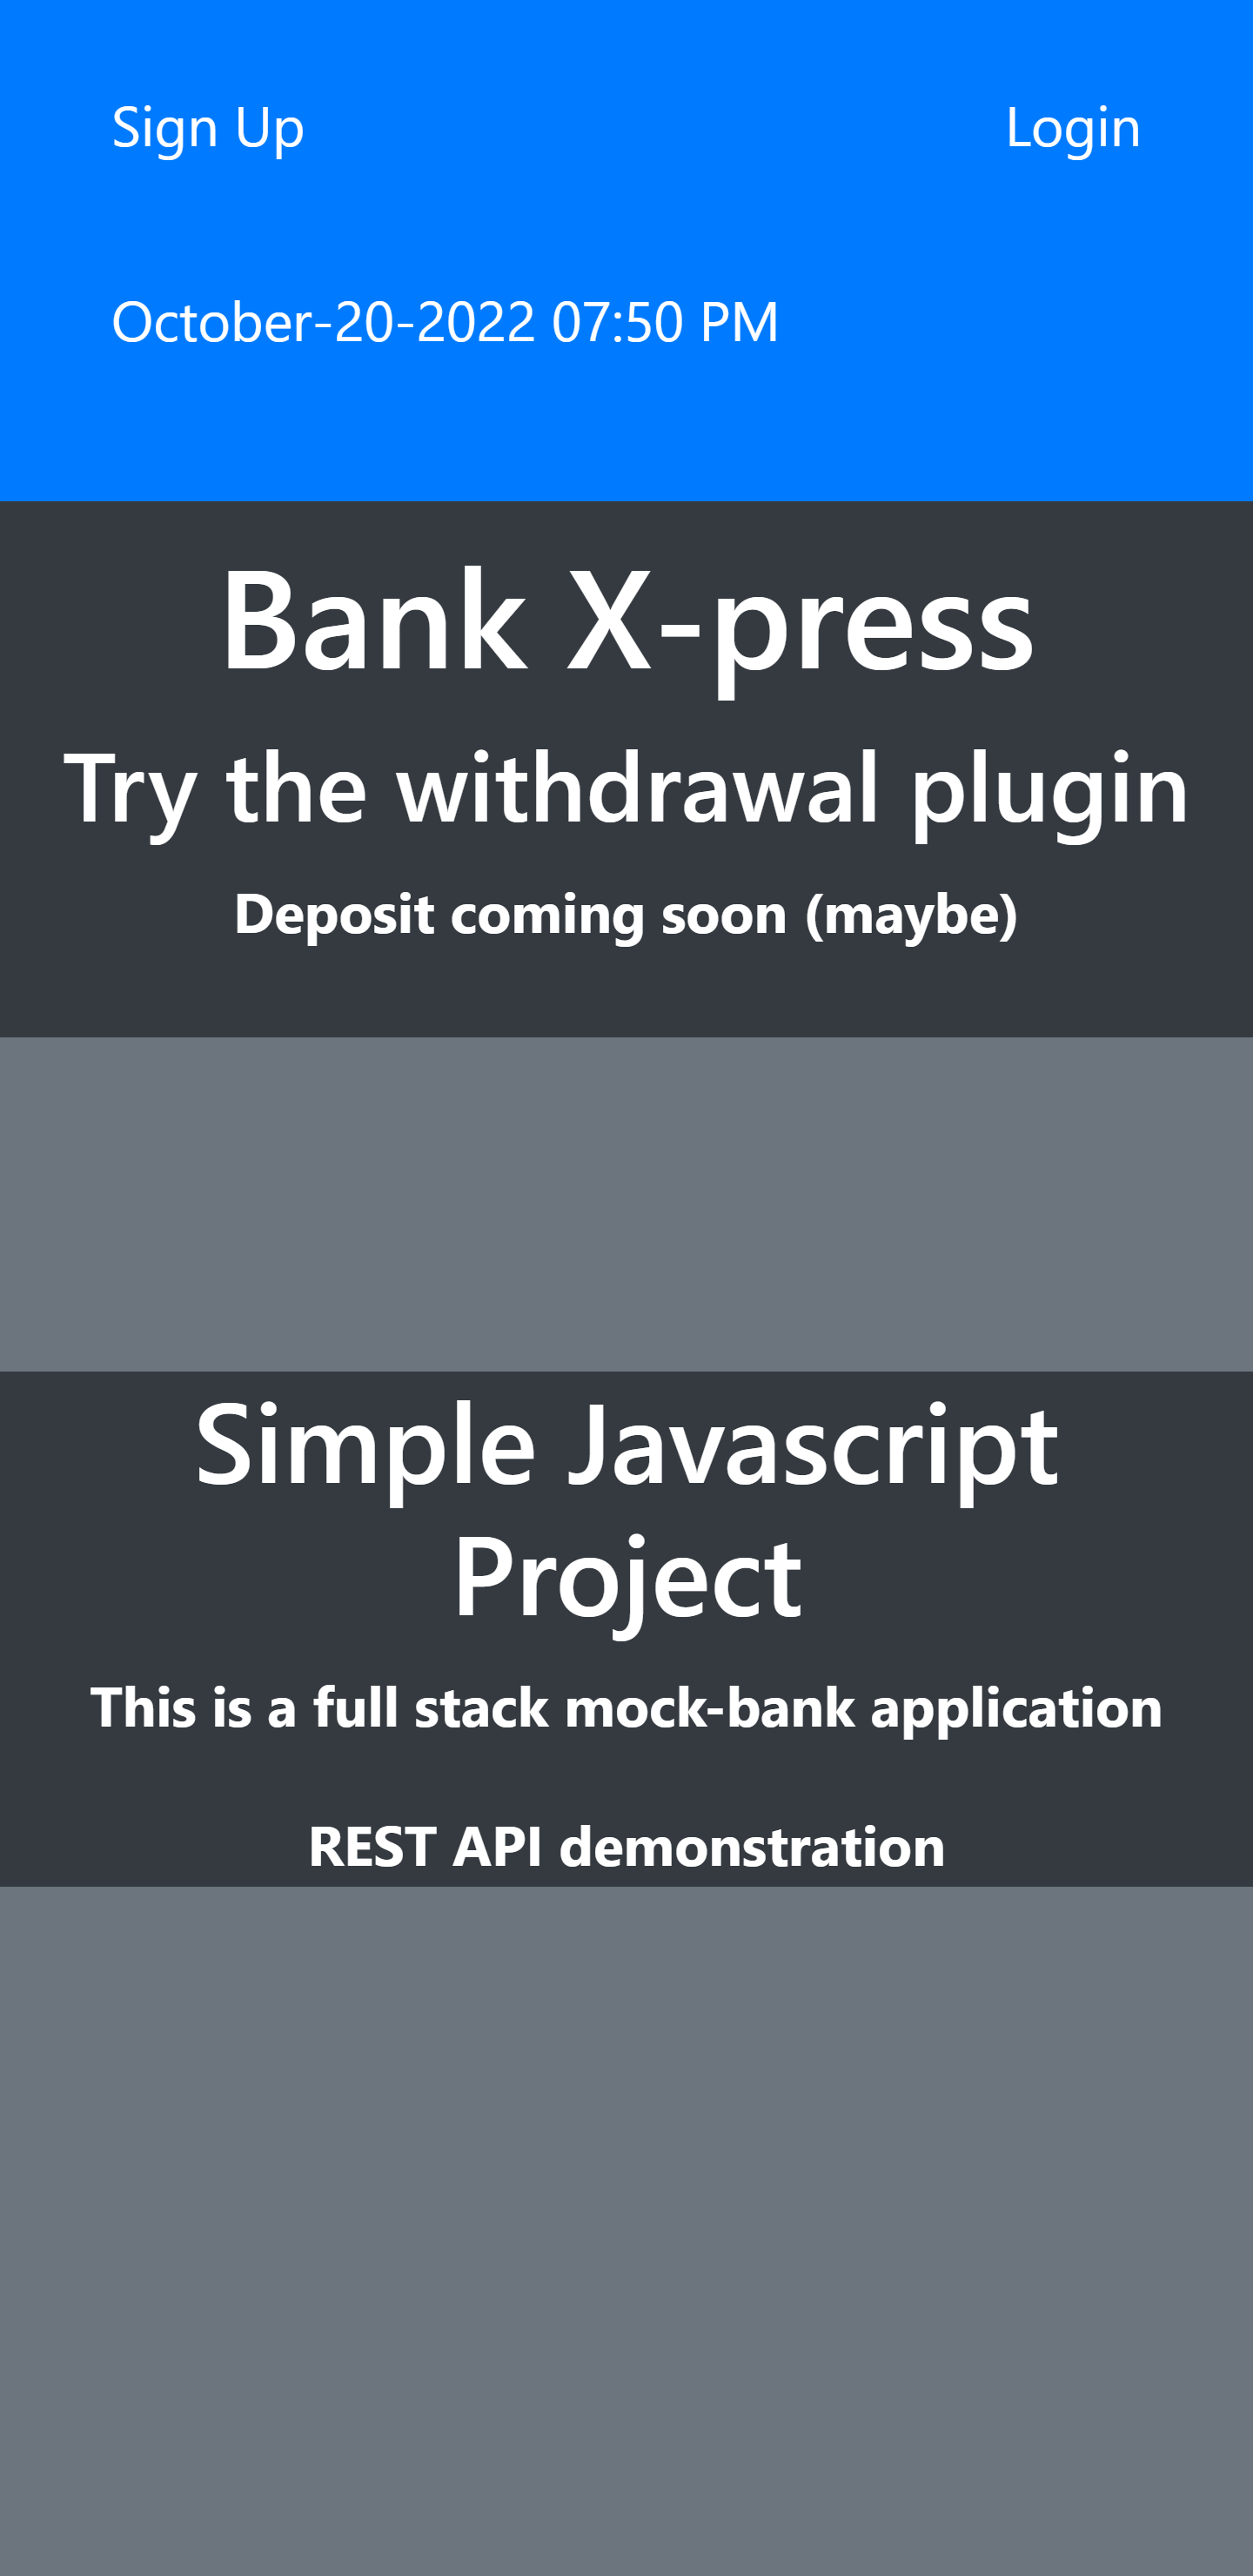 Sign Up
Login
October-20-2022 07:50 PM
Bank X-press
Try the withdrawal plugin
Deposit coming soon (maybe)
Simple Javascript
Project
This is a full stack mock-bank application
REST API demonstration